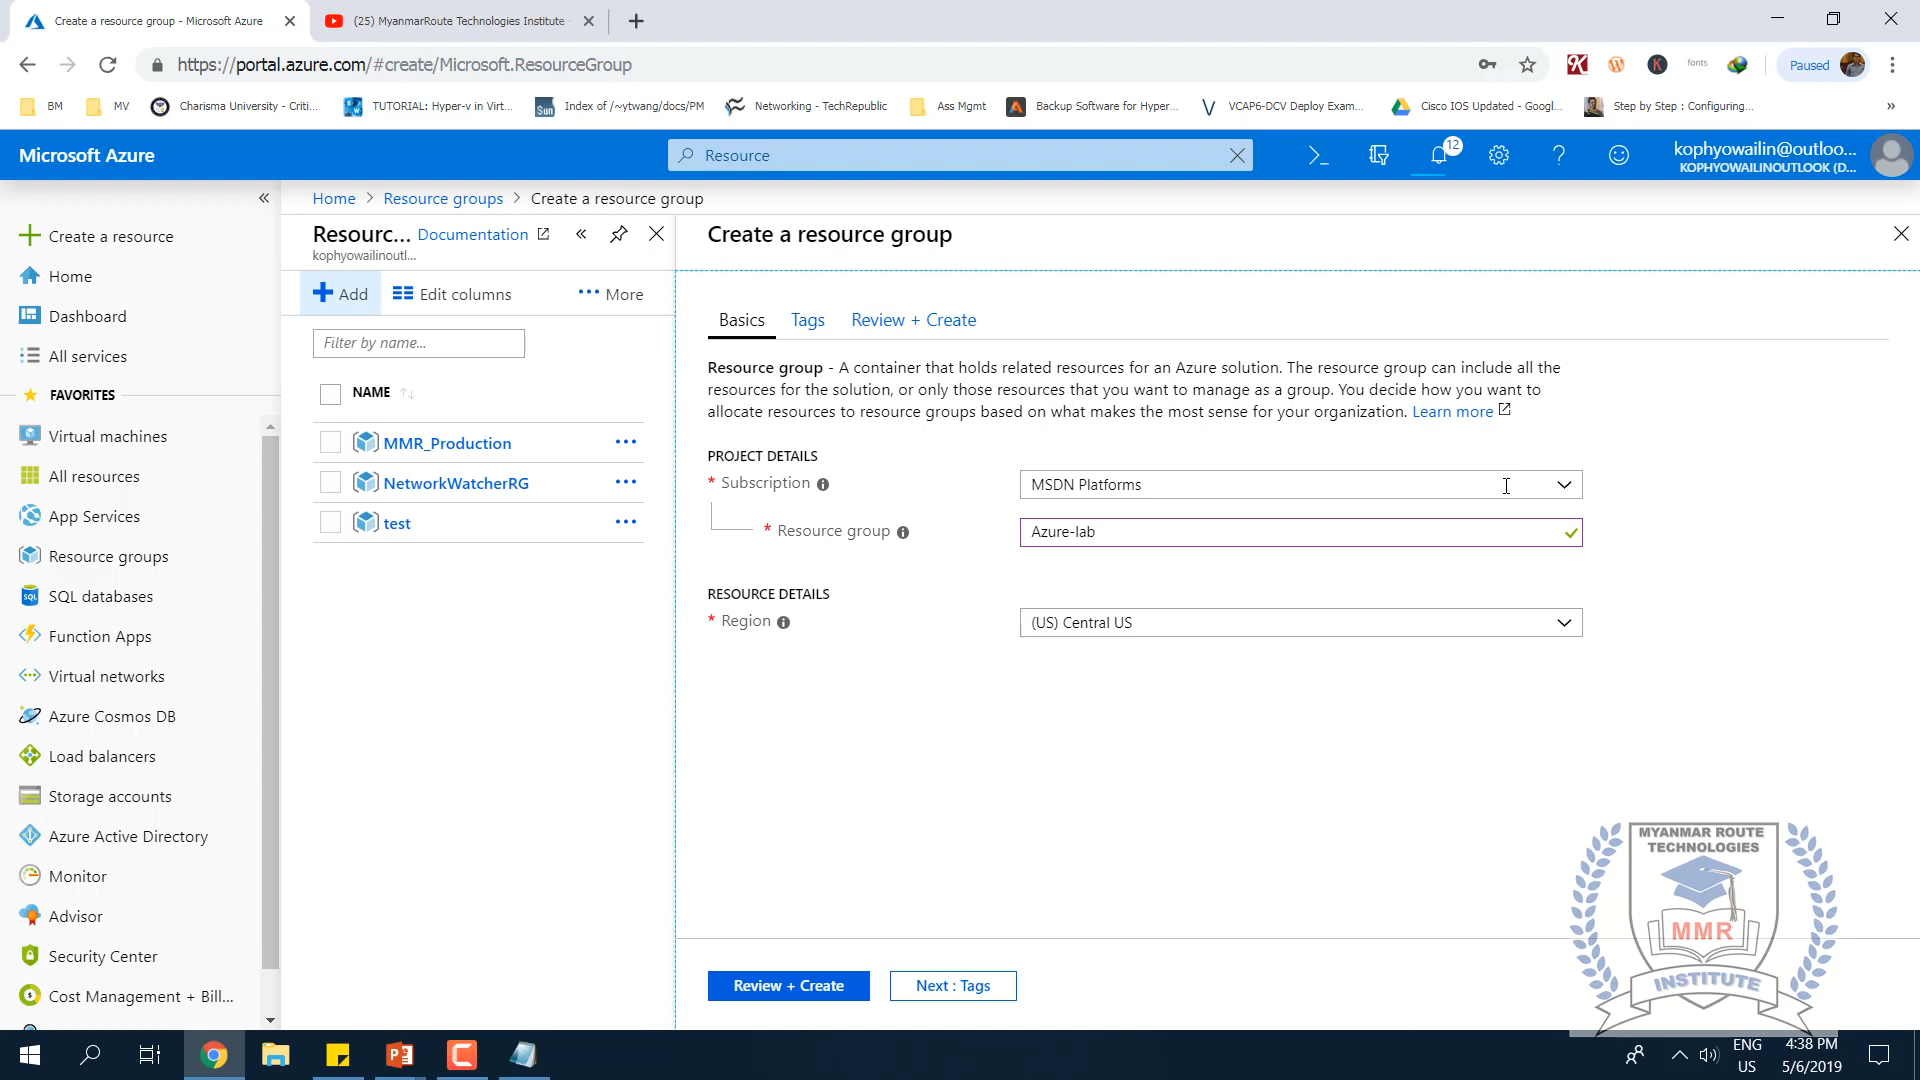 Create a resource group - Microsoft Azure
(25) MyanmarRoute Technologies Institute
https://portal.azure.com/#create/Microsoft.ResourceGroup
fonts
Paused
BM
MV
Charisma University - Criti...
TUTORIAL: Hyper-v in Virt...
Sun
Index of /~ytwang/docs/PM
Networking - TechRepublic
Ass Mgmt
Backup Software for Hyper...
VCAP6-DCV Deploy Exam...
Cisco IOS Updated - Googl...
Step by Step : Configuring...
Microsoft Azure
Resource
12
kophyowailin@outloo...
KOPHYOWAILINOUTLOOK (D...
Create a resource
Home
Dashboard
All services
FAVORITES
Virtual machines
All resources
App Services
Resource groups
SQL databases
Function Apps
Virtual networks
Azure Cosmos DB
Load balancers
Storage accounts
Azure Active Directory
Monitor
Advisor
Security Center
Cost Management + Bill...
Home > Resource groups > Create a resource group
Resourc... Documentation
kophyowailinoutl...
Add
Edit columns
More
Filter by name...
NAME
MMR_Production
NetworkWatcherRG
test
Create a resource group
Basics
Tags
Review + Create
Resource group - A container that holds related resources for an Azure solution. The resource group can include all the
resources for the solution, or only those resources that you want to manage as a group. You decide how you want to
allocate resources to resource groups based on what makes the most sense for your organization. Learn more
PROJECT DETAILS
* Subscription
MSDN Platforms
* Resource group
Azure-lab
RESOURCE DETAILS
* Region
(US) Central US
Review + Create
Next : Tags
MYANMAR ROUTE
TECHNOLOGIES
MMR
INSTITUTE
ENG
US
4:38 PM
5/6/2019